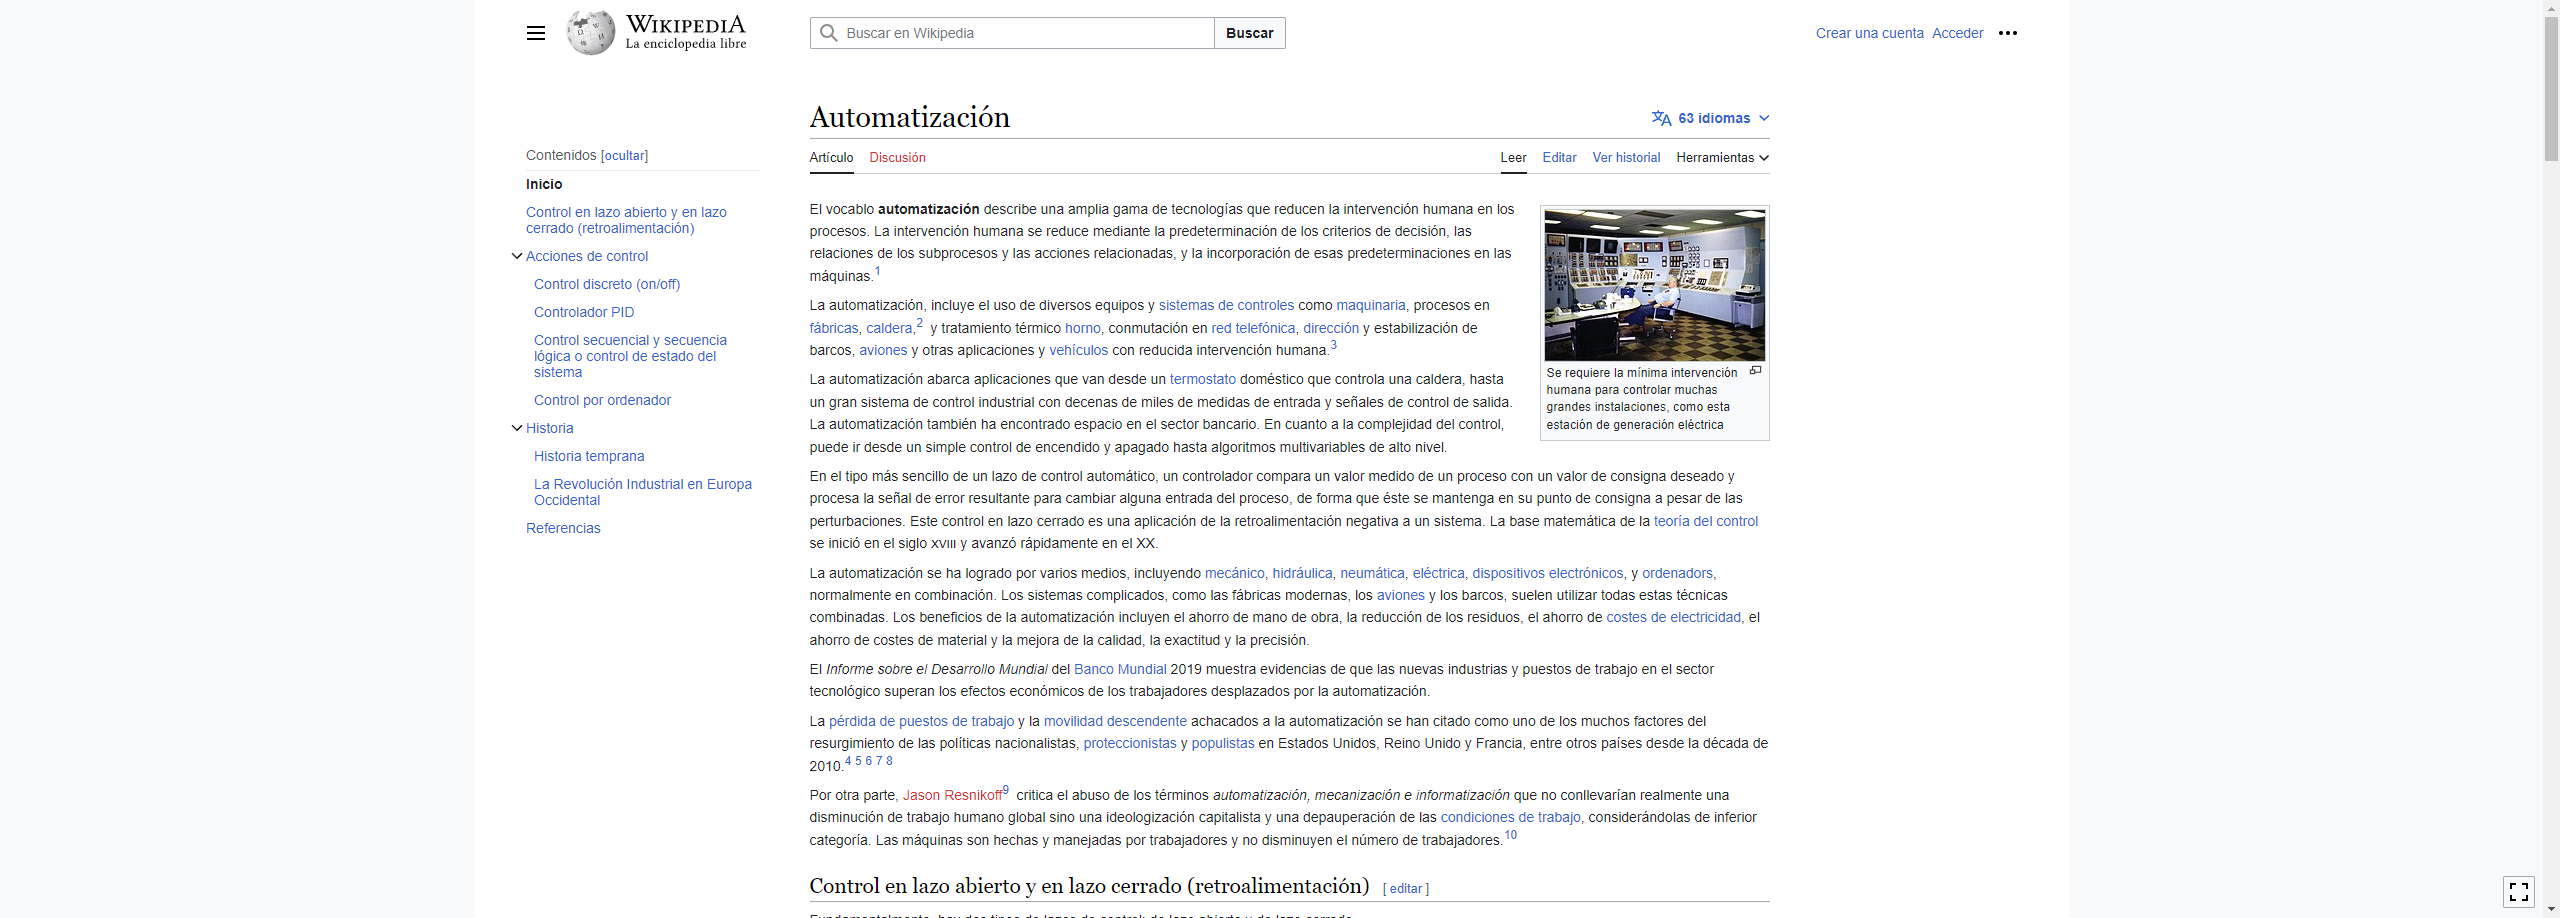 WIKIPEDIA
La enciclopedia libre
Buscar en Wikipedia
Buscar
Crear una cuenta Acceder
Contenidos [ocultar]
Inicio
Control en lazo abierto y en lazo
cerrado (retroalimentación)
Acciones de control
Control discreto (on/off)
Controlador PID
Control secuencial y secuencia
lógica o control de estado del
sistema
Control por ordenador
Historia
Historia temprana
La Revolución Industrial en Europa
Occidental
Referencias
Automatización
63 idiomas
Artículo Discusión
Leer Editar Ver historial Herramientas
El vocablo automatización describe una amplia gama de tecnologías que reducen la intervención humana en los
procesos. La intervención humana se reduce mediante la predeterminación de los criterios de decisión, las
relaciones de los subprocesos y las acciones relacionadas, y la incorporación de esas predeterminaciones en las
máquinas.1
La automatización, incluye el uso de diversos equipos y sistemas de controles como maquinaria, procesos en
fábricas, caldera,2 y tratamiento térmico horno, conmutación en red telefónica, dirección y estabilización de
barcos, aviones y otras aplicaciones y vehículos con reducida intervención humana.3
La automatización abarca aplicaciones que van desde un termostato doméstico que controla una caldera, hasta
un gran sistema de control industrial con decenas de miles de medidas de entrada y señales de control de salida.
La automatización también ha encontrado espacio en el sector bancario. En cuanto a la complejidad del control,
puede ir desde un simple control de encendido y apagado hasta algoritmos multivariables de alto nivel.
Se requiere la mínima intervención
humana para controlar muchas
grandes instalaciones, como esta
estación de generación eléctrica
En el tipo más sencillo de un lazo de control automático, un controlador compara un valor medido de un proceso con un valor de consigna deseado y
procesa la señal de error resultante para cambiar alguna entrada del proceso, de forma que éste se mantenga en su punto de consigna a pesar de las
perturbaciones. Este control en lazo cerrado es una aplicación de la retroalimentación negativa a un sistema. La base matemática de la teoría del control
se inició en el siglo XVIII y avanzó rápidamente en el XX.
La automatización se ha logrado por varios medios, incluyendo mecánico, hidráulica, neumática, eléctrica, dispositivos electrónicos, y ordenadors,
normalmente en combinación. Los sistemas complicados, como las fábricas modernas, los aviones y los barcos, suelen utilizar todas estas técnicas
combinadas. Los beneficios de la automatización incluyen el ahorro de mano de obra, la reducción de los residuos, el ahorro de costes de electricidad, el
ahorro de costes de material y la mejora de la calidad, la exactitud y la precisión.
El Informe sobre el Desarrollo Mundial del Banco Mundial 2019 muestra evidencias de que las nuevas industrias y puestos de trabajo en el sector
tecnológico superan los efectos económicos de los trabajadores desplazados por la automatización.
La pérdida de puestos de trabajo y la movilidad descendente achacados a la automatización se han citado como uno de los muchos factores del
resurgimiento de las políticas nacionalistas, proteccionistas y populistas en Estados Unidos, Reino Unido y Francia, entre otros países desde la década de
2010.4 5 6 7 8
Por otra parte, Jason Resnikoff9 critica el abuso de los términos automatización, mecanización e informatización que no conllevarían realmente una
disminución de trabajo humano global sino una ideologización capitalista y una depauperación de las condiciones de trabajo, considerándolas de inferior
categoría. Las máquinas son hechas y manejadas por trabajadores y no disminuyen el número de trabajadores.10
Control en lazo abierto y en lazo cerrado (retroalimentación) [ editar ]
Fundamentalmente, hay dos tipos de lazos de control: de lazo abierto y de lazo cerrado.